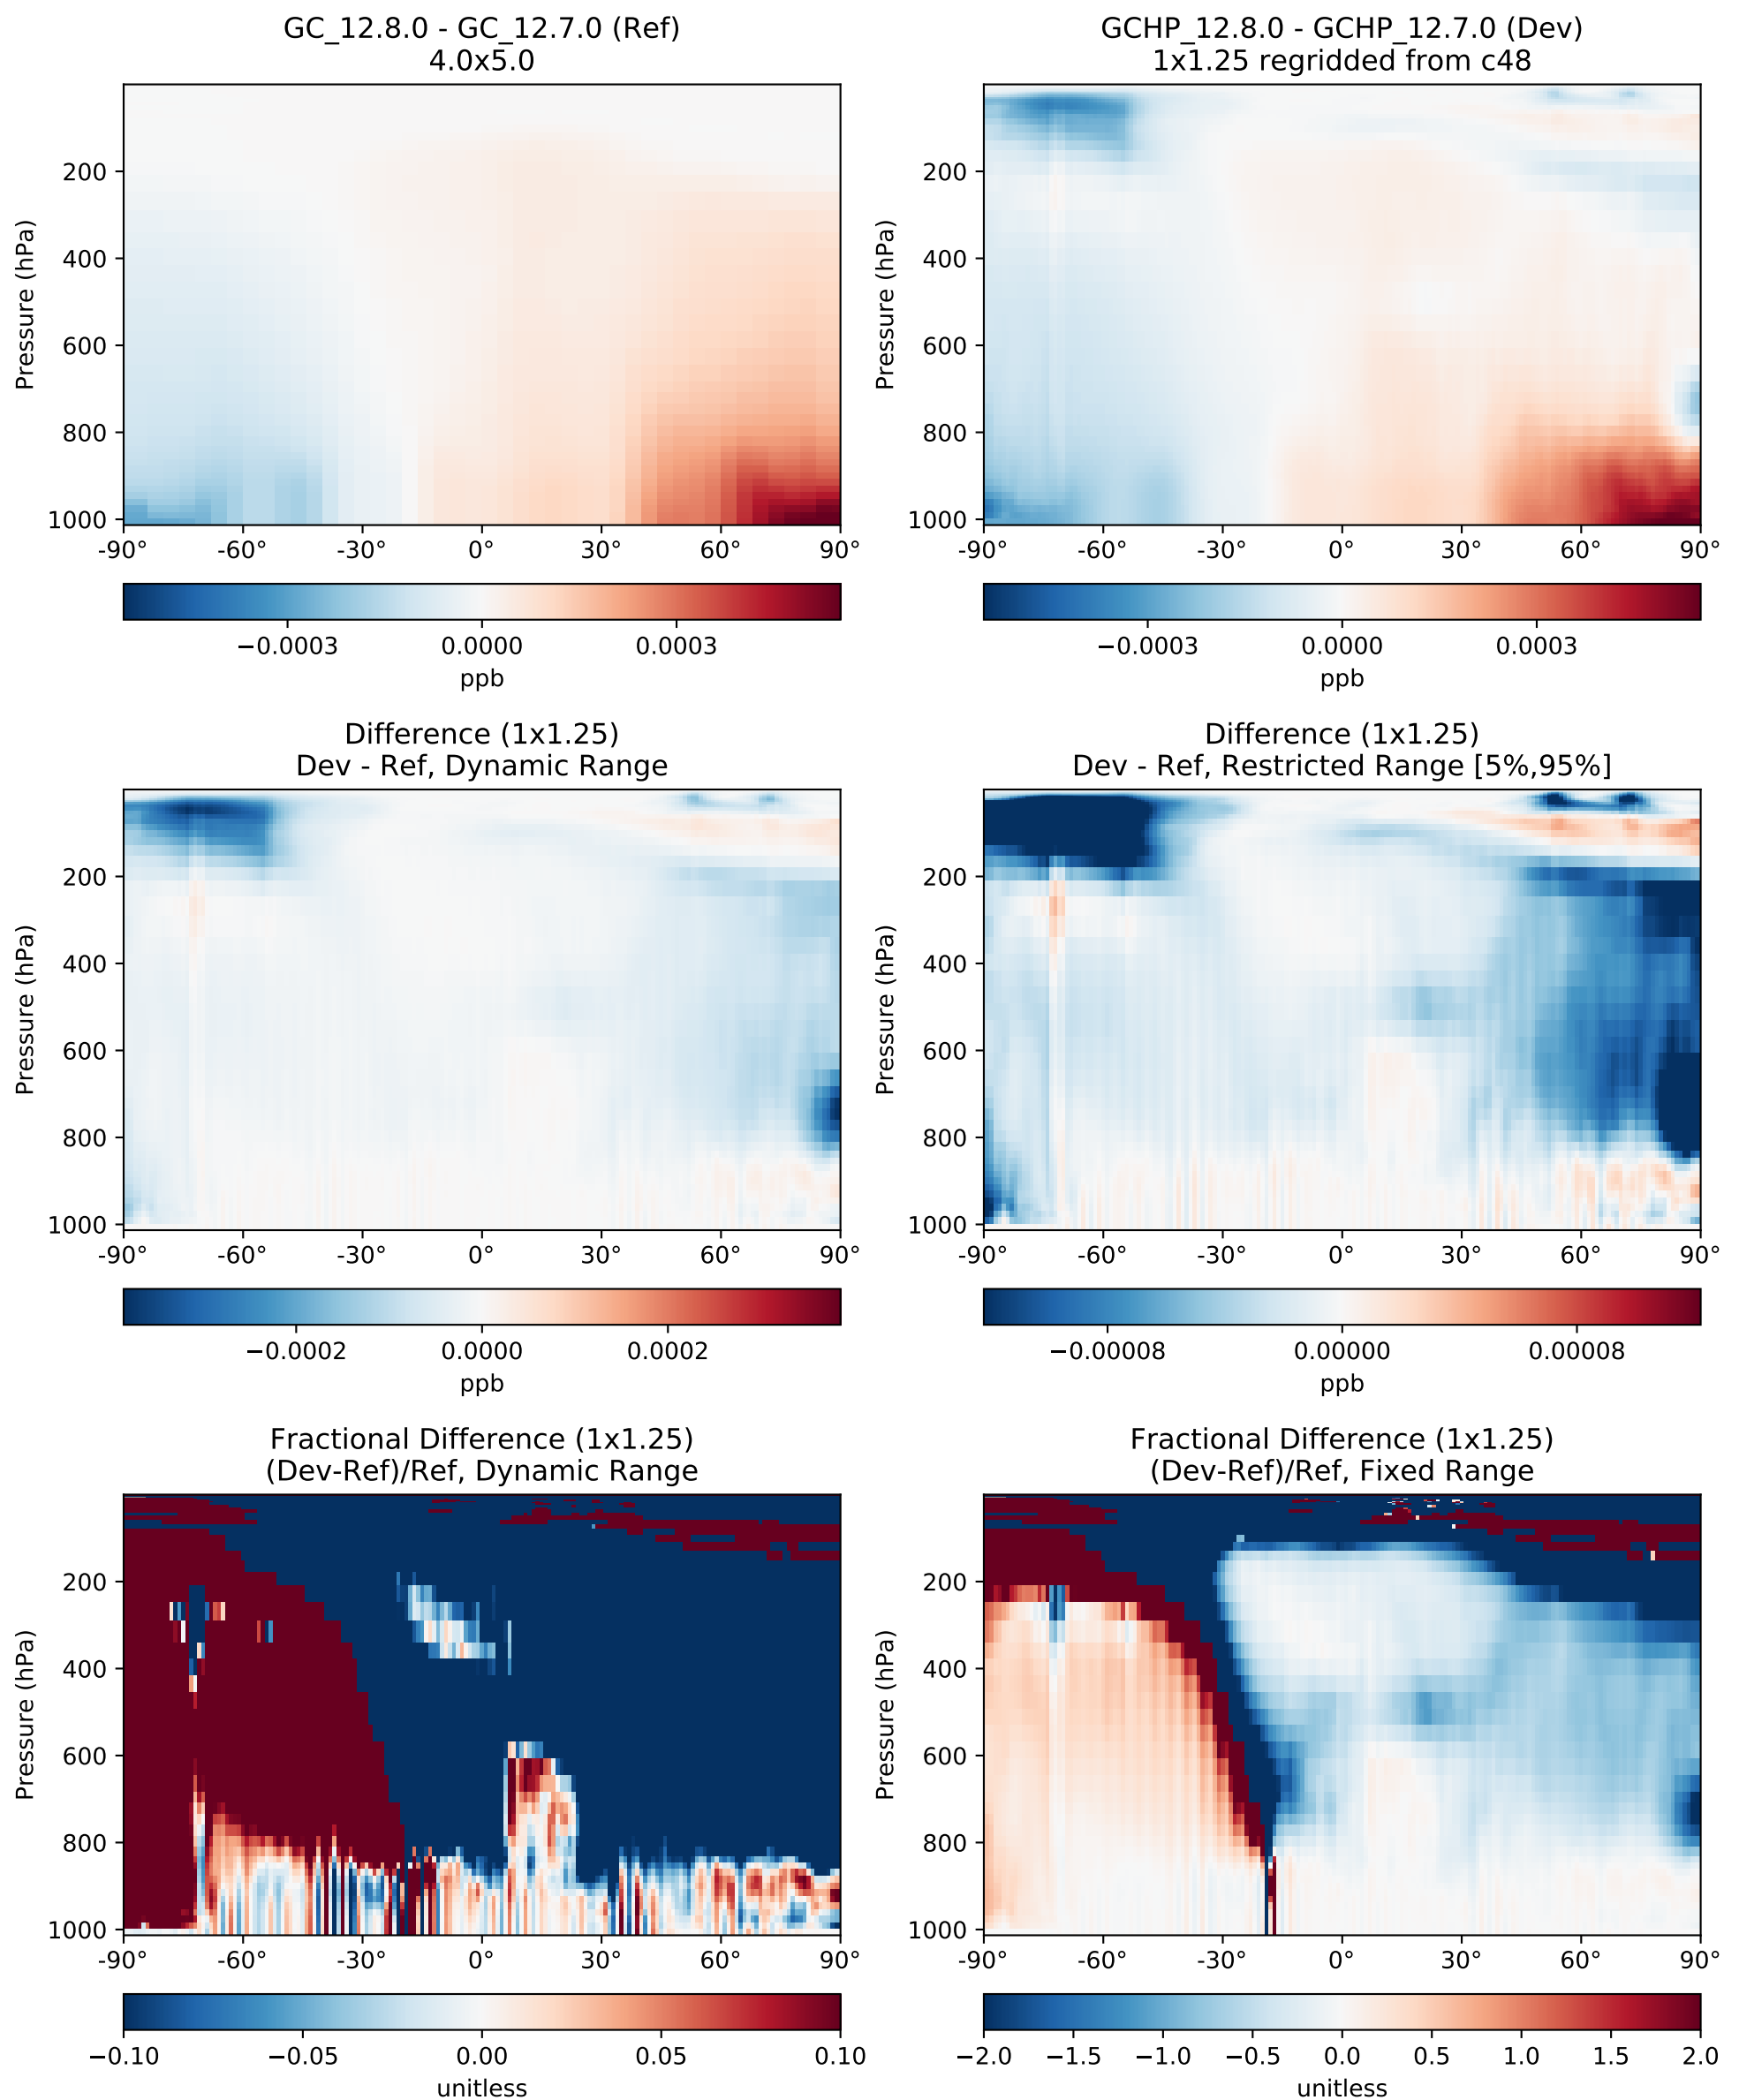 GC_12.8.0 - GC_12.7.0 (Ref)
4.0x5.0
GCHP_12.8.0 - GCHP_12.7.0 (Dev)
1x1.25 regridded from c48
Pressure (hPa)
200
400
600
800
1000
-90° -60° -30° 0° 30° 60° 90°
−0.0003 0.0000 0.0003
ppb
Pressure (hPa)
200
400
600
800
1000
-90° -60° -30° 0° 30° 60° 90°
−0.0003 0.0000 0.0003
ppb
Difference (1x1.25)
Dev - Ref, Dynamic Range
Difference (1x1.25)
Dev - Ref, Restricted Range [5%,95%]
Pressure (hPa)
200
400
600
800
1000
-90° -60° -30° 0° 30° 60° 90°
−0.0002 0.0000 0.0002
ppb
Pressure (hPa)
200
400
600
800
1000
-90° -60° -30° 0° 30° 60° 90°
−0.00008 0.00000 0.00008
ppb
Fractional Difference (1x1.25)
(Dev-Ref)/Ref, Dynamic Range
Fractional Difference (1x1.25)
(Dev-Ref)/Ref, Fixed Range
Pressure (hPa)
200
400
600
800
1000
-90° -60° -30° 0° 30° 60° 90°
−0.10 −0.05 0.00 0.05 0.10
unitless
Pressure (hPa)
200
400
600
800
1000
-90° -60° -30° 0° 30° 60° 90°
−2.0 −1.5 −1.0 −0.5 0.0 0.5 1.0 1.5 2.0
unitless